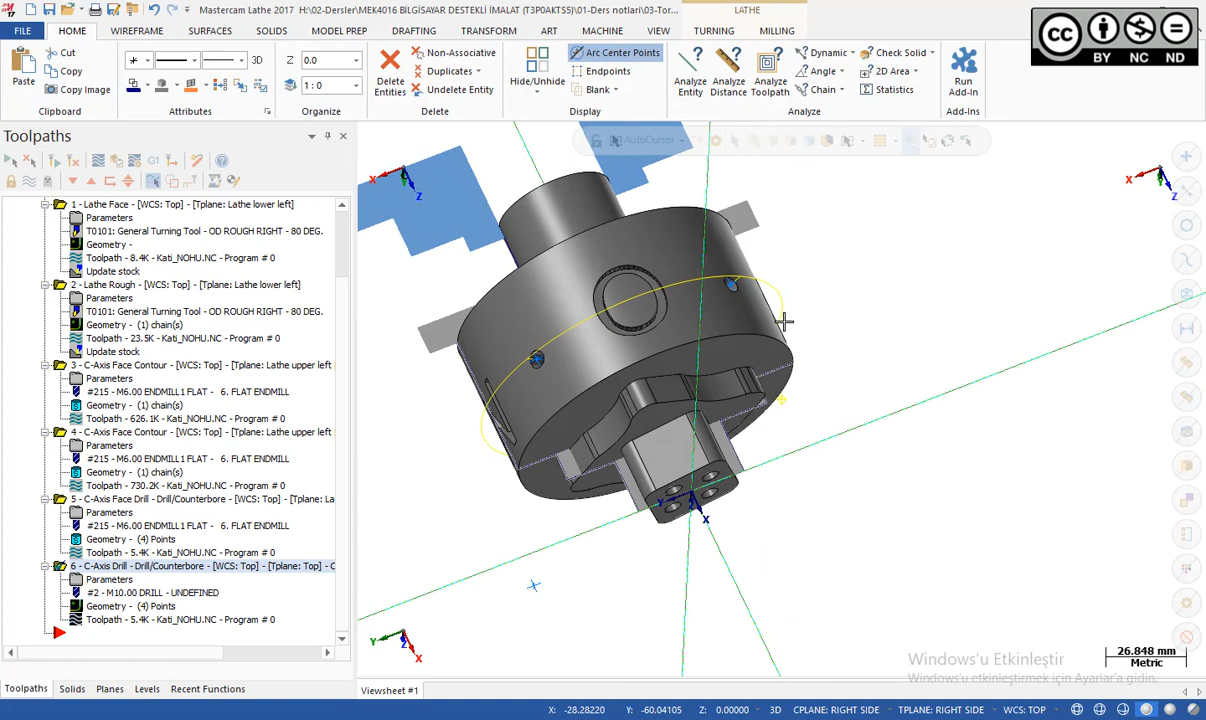 Mastercam Lathe 2017 H:\02-Dersler\MEK4016 BİLGİSAYAR DESTEKLİ İMALAT (T3P0AKTS5)\01-Ders notlari\03-Tor...
LATHE
FILE HOME WIREFRAME SURFACES SOLIDS MODEL PREP DRAFTING TRANSFORM ART MACHINE VIEW TURNING MILLING
CC BY NC ND
Paste
Cut
Copy
Copy Image
Clipboard
3D
Attributes
Z 0.0
1 : 0
Organize
Delete Entities
Non-Associative
Duplicates
Undelete Entity
Delete
Hide/Unhide
Arc Center Points
Endpoints
Blank
Display
Analyze Entity
Analyze Distance
Analyze Toolpath
Dynamic
Angle
Chain
Check Solid
2D Area
Statistics
Analyze
Run Add-In
Add-Ins
Toolpaths
G1
1 - Lathe Face - [WCS: Top] - [Tplane: Lathe lower left]
Parameters
T0101: General Turning Tool - OD ROUGH RIGHT - 80 DEG.
Geometry -
Toolpath - 8.4K - Kati_NOHU.NC - Program # 0
Update stock
2 - Lathe Rough - [WCS: Top] - [Tplane: Lathe lower left]
Parameters
T0101: General Turning Tool - OD ROUGH RIGHT - 80 DEG.
Geometry - (1) chain(s)
Toolpath - 23.5K - Kati_NOHU.NC - Program # 0
Update stock
3 - C-Axis Face Contour - [WCS: Top] - [Tplane: Lathe upper left]
Parameters
#215 - M6.00 ENDMILL1 FLAT - 6. FLAT ENDMILL
Geometry - (1) chain(s)
Toolpath - 626.1K - Kati_NOHU.NC - Program # 0
4 - C-Axis Face Contour - [WCS: Top] - [Tplane: Lathe upper left
Parameters
#215 - M6.00 ENDMILL1 FLAT - 6. FLAT ENDMILL
Geometry - (1) chain(s)
Toolpath - 730.2K - Kati_NOHU.NC - Program # 0
5 - C-Axis Face Drill - Drill/Counterbore - [WCS: Top] - [Tplane:
Parameters
#215 - M6.00 ENDMILL1 FLAT - 6. FLAT ENDMILL
Geometry - (4) Points
Toolpath - 5.4K - Kati_NOHU.NC - Program # 0
6 - C-Axis Drill - Drill/Counterbore - [WCS: Top] - [Tplane: Top] - C
Parameters
#2 - M10.00 DRILL - UNDEFINED
Geometry - (4) Points
Toolpath - 5.4K - Kati_NOHU.NC - Program # 0
Toolpaths Solids Planes Levels Recent Functions
AutoCursor
X
Y
Z
X
Z
Y
Z
X
Y
Z
X
26.848 mm
Metric
Windows'u Etkinleştir
Windows'u etkinleştirmek için Ayarlar'a gidin.
Viewsheet #1
X: -28.28220 Y: -60.04105 Z: 0.00000 3D CPLANE: RIGHT SIDE TPLANE: RIGHT SIDE WCS: TOP